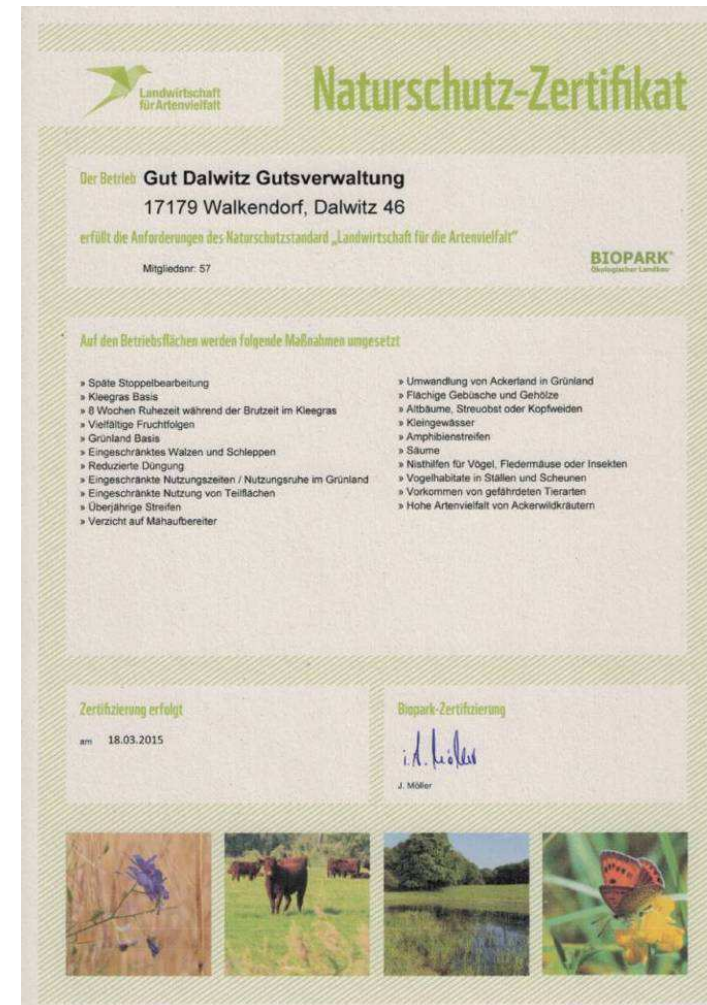 Landwirtschaft
für Artenvielfalt
Naturschutz-Zertifikat
Der Betrieb Gut Dalwitz Gutsverwaltung
17179 Walkendorf, Dalwitz 46
erfüllt die Anforderungen des Naturschutzstandard „Landwirtschaft für die Artenvielfalt"
Mitgliedsnr: 57
BIOPARK
Ökologischer Landbau
Auf den Betriebsflächen werden folgende Maßnahmen umgesetzt
» Späte Stoppelbearbeitung
» Kleegras Basis
» 8 Wochen Ruhezeit während der Brutzeit im Kleegras
» Vielfältige Fruchtfolgen
» Grünland Basis
» Eingeschränktes Walzen und Schleppen
» Reduzierte Düngung
» Eingeschränkte Nutzungszeiten / Nutzungsruhe im Grünland
» Eingeschränkte Nutzung von Teilflächen
» Überjährige Streifen
» Verzicht auf Mähaufbereiter
» Umwandlung von Ackerland in Grünland
» Flächige Gebüsche und Gehölze
» Altbäume, Streuobst oder Kopfweiden
» Kleingewässer
» Amphibienstreifen
» Säume
» Nisthilfen für Vögel, Fledermäuse oder Insekten
» Vogelhabitate in Ställen und Scheunen
» Vorkommen von gefährdeten Tierarten
» Hohe Artenvielfalt von Ackerwildkräutern
Zertifizierung erfolgt
am 18.03.2015
Biopark-Zertifizierung
i.A. Möller
J. Möller